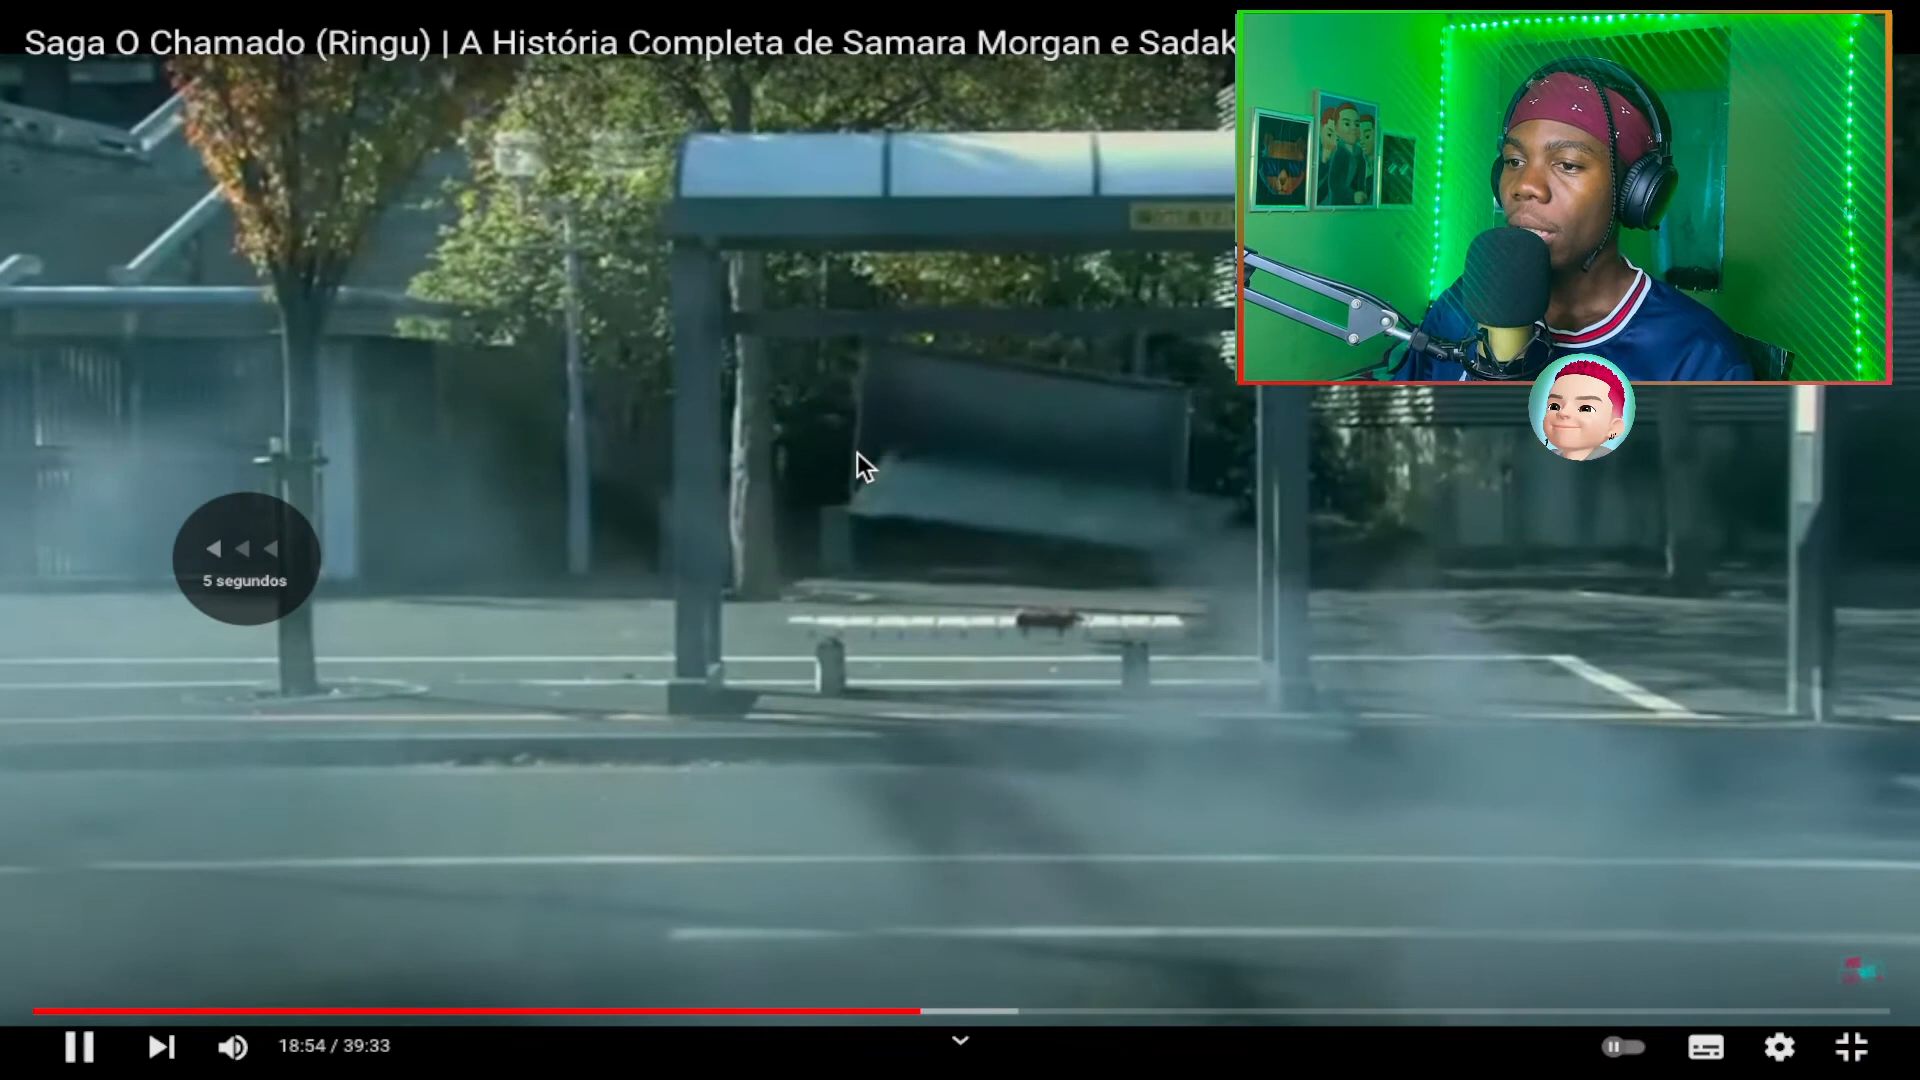 Saga O Chamado (Ringu) | A História Completa de Samara Morgan e Sadak
5 segundos
18:54 / 39:33